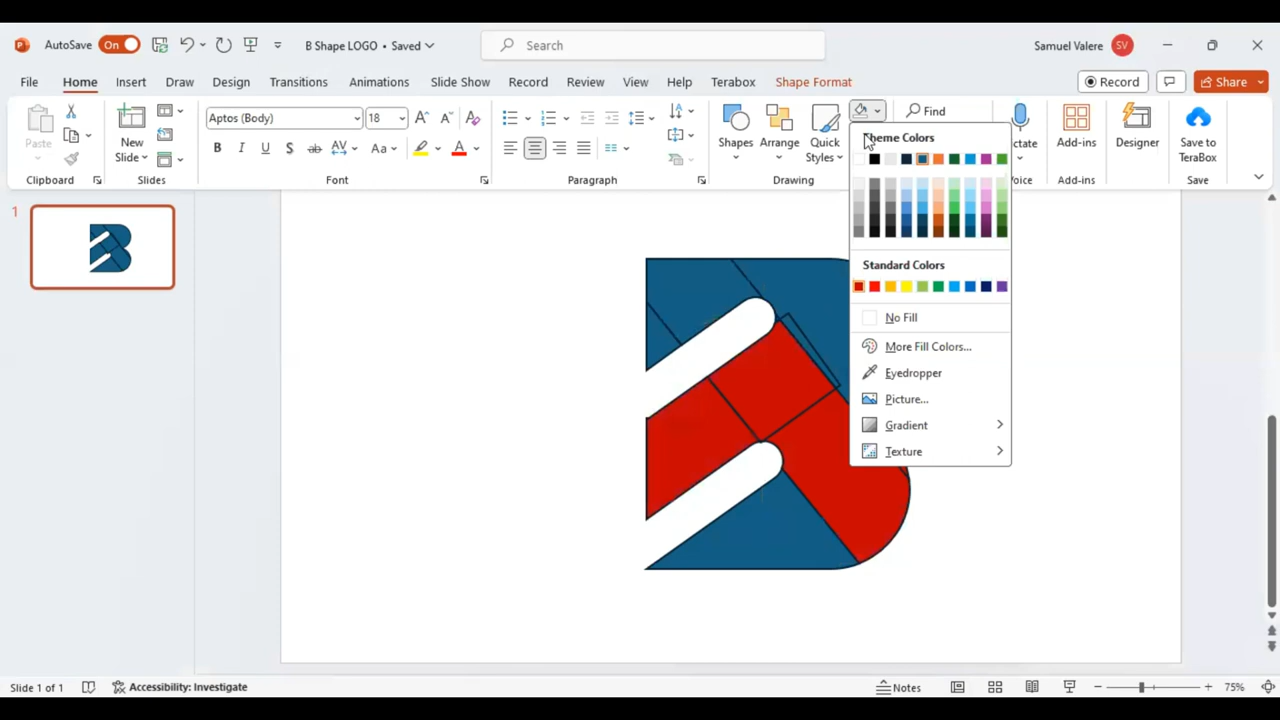 AutoSave On B Shape LOGO • Saved Search Samuel Valere SV
File Home Insert Draw Design Transitions Animations Slide Show Record Review View Help Terabox Shape Format Record Share
Paste New Slide Aptos (Body) 18 Shapes Arrange Quick Styles Find Add-ins Designer Save to TeraBox
B I U S ab AV Aa A
Clipboard Slides Font Paragraph Drawing Add-ins Save
Theme Colors
Standard Colors
No Fill
More Fill Colors...
Eyedropper
Picture...
Gradient
Texture
1
Slide 1 of 1 Accessibility: Investigate Notes 75%